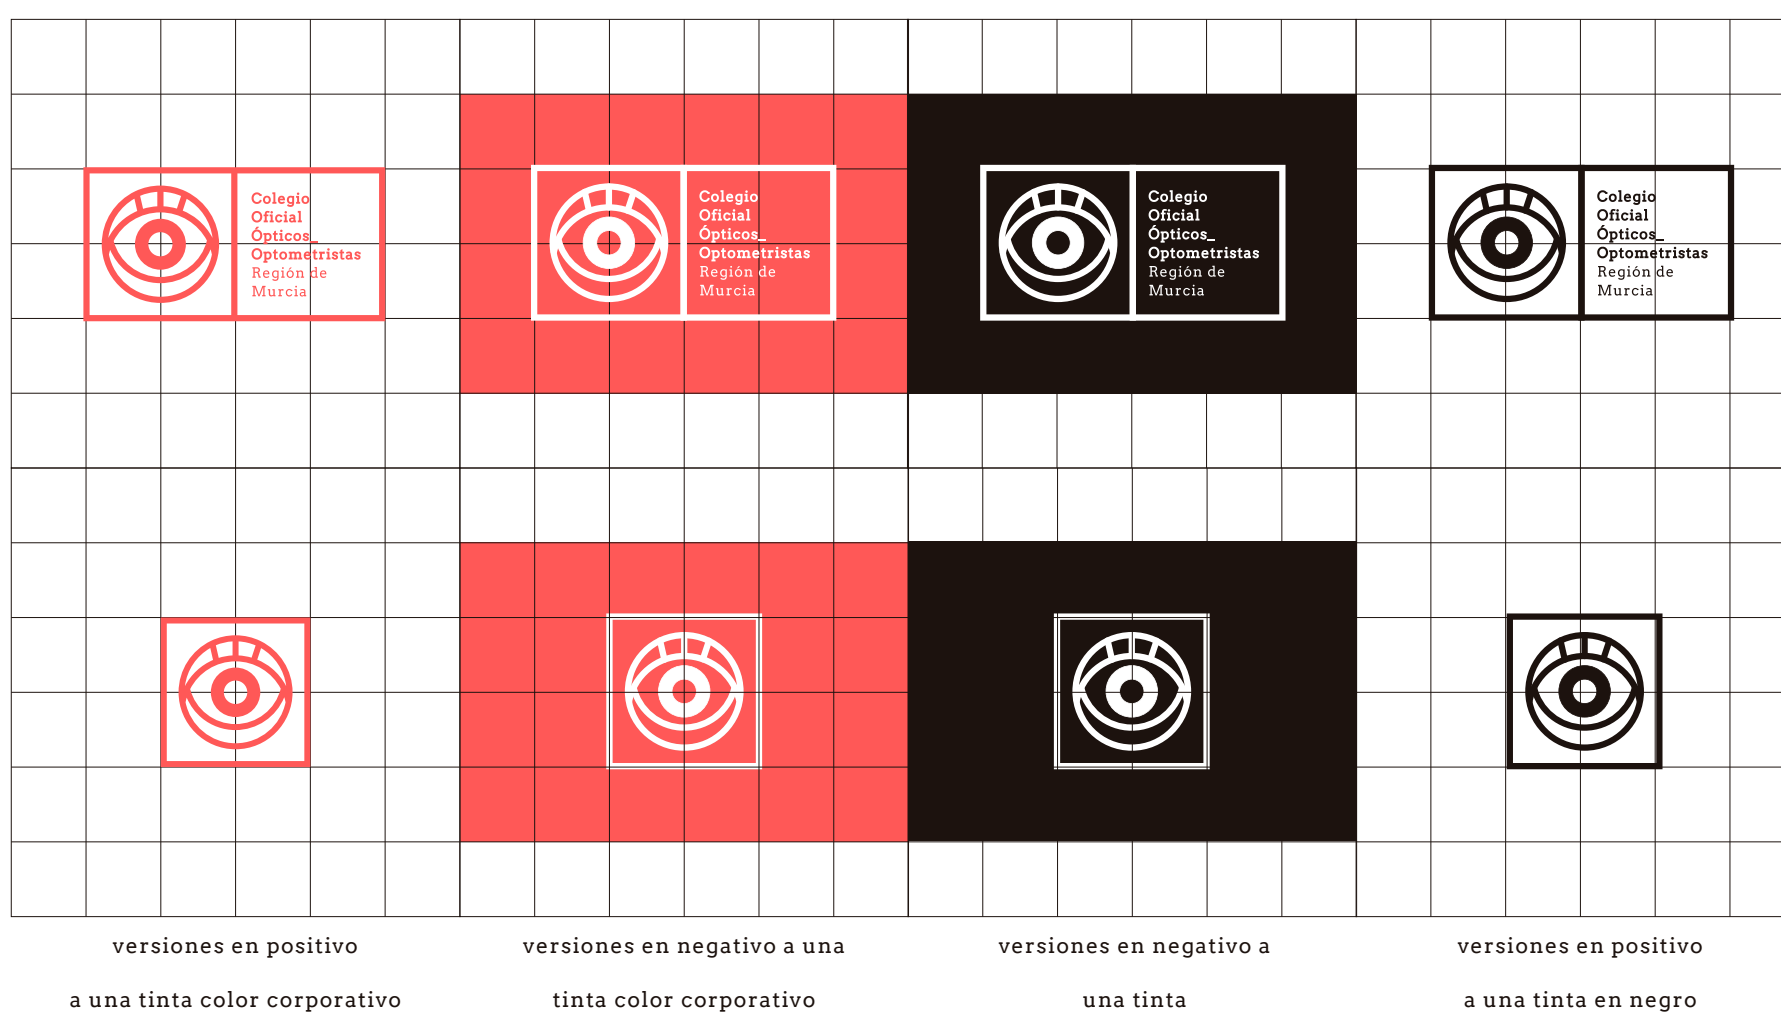 Colegio
Oficial
Ópticos_
Optometristas
Región de
Murcia
Colegio
Oficial
Ópticos_
Optometristas
Región de
Murcia
Colegio
Oficial
Ópticos_
Optometristas
Región de
Murcia
Colegio
Oficial
Ópticos_
Optometristas
Región de
Murcia
versiones en positivo
a una tinta color corporativo
versiones en negativo a una
tinta color corporativo
versiones en negativo a
una tinta
versiones en positivo
a una tinta en negro